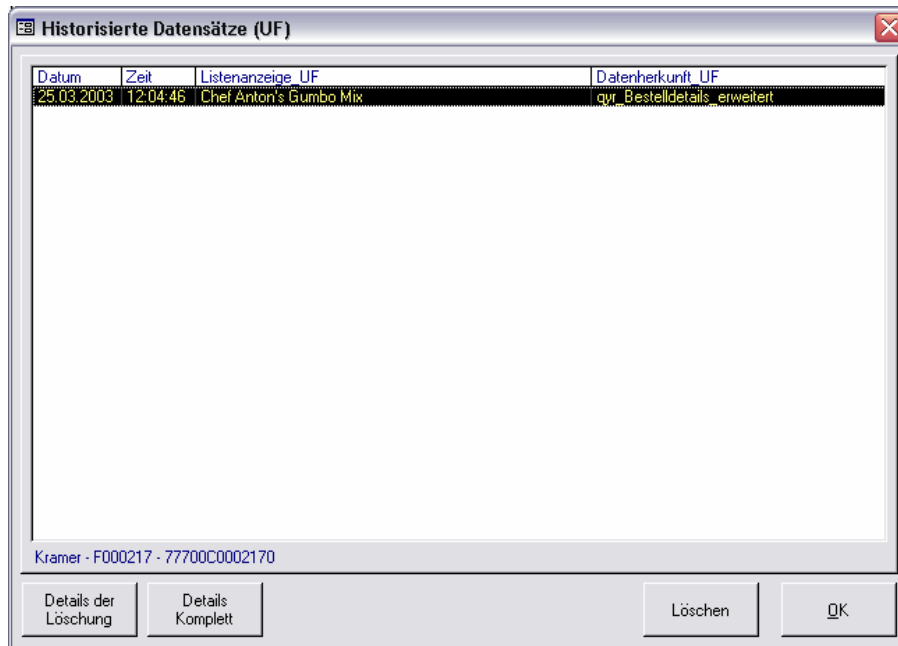 Historisierte Datensätze (UF)
Datum Zeit Listenanzeige_UF Datenherkunft_UF
25.03.2003 12:04:46 Chef Anton's Gumbo Mix qyr_Bestelldetails_erweitert
Kramer - F000217 - 77700C0002170
Details der
Löschung
Details
Komplett
Löschen
OK